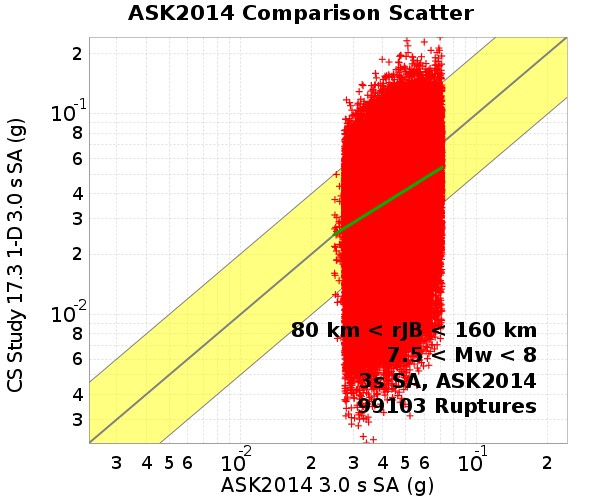 ASK2014 Comparison Scatter
CS Study 17.3 1-D 3.0 s SA (g)
2
10-1
8
6
4
3
2
10-2
8
6
4
3
80 km < rJB < 160 km
7.5 < Mw < 8
3s SA, ASK2014
99103 Ruptures
3 4 5 6 10-2 2 3 4 5 6 10-1 2
ASK2014 3.0 s SA (g)